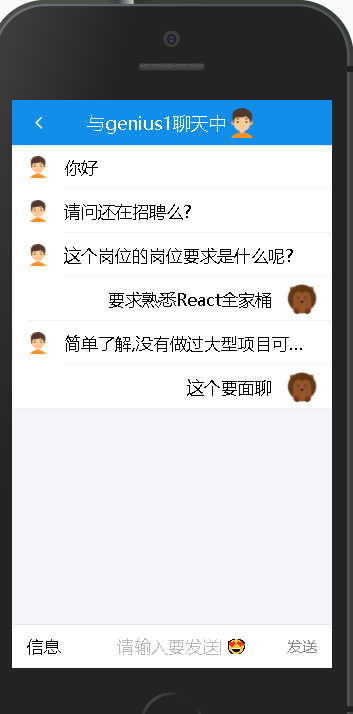 与genius1聊天中
你好
请问还在招聘么?
这个岗位的岗位要求是什么呢?
要求熟悉React全家桶
简单了解,没有做过大型项目可...
这个要面聊
信息 请输入要发送 发送